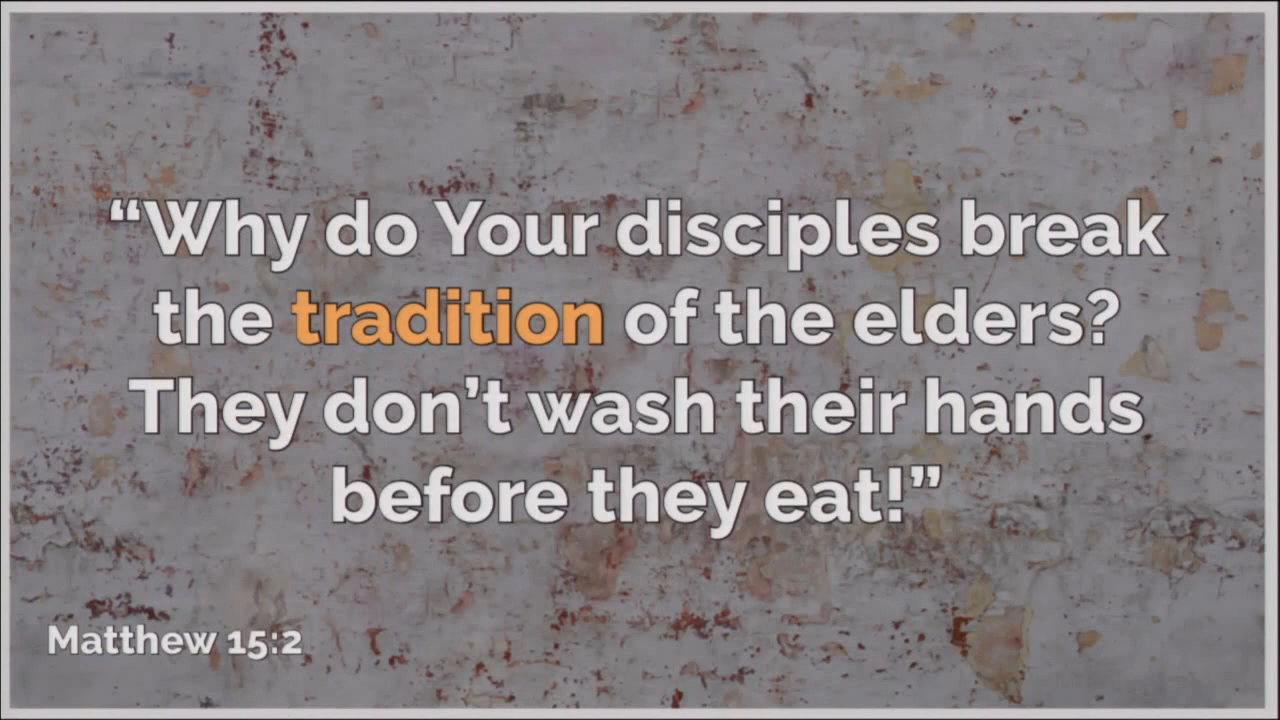 “Why do Your disciples break
the tradition of the elders?
They don’t wash their hands
before they eat!”
Matthew 15:2